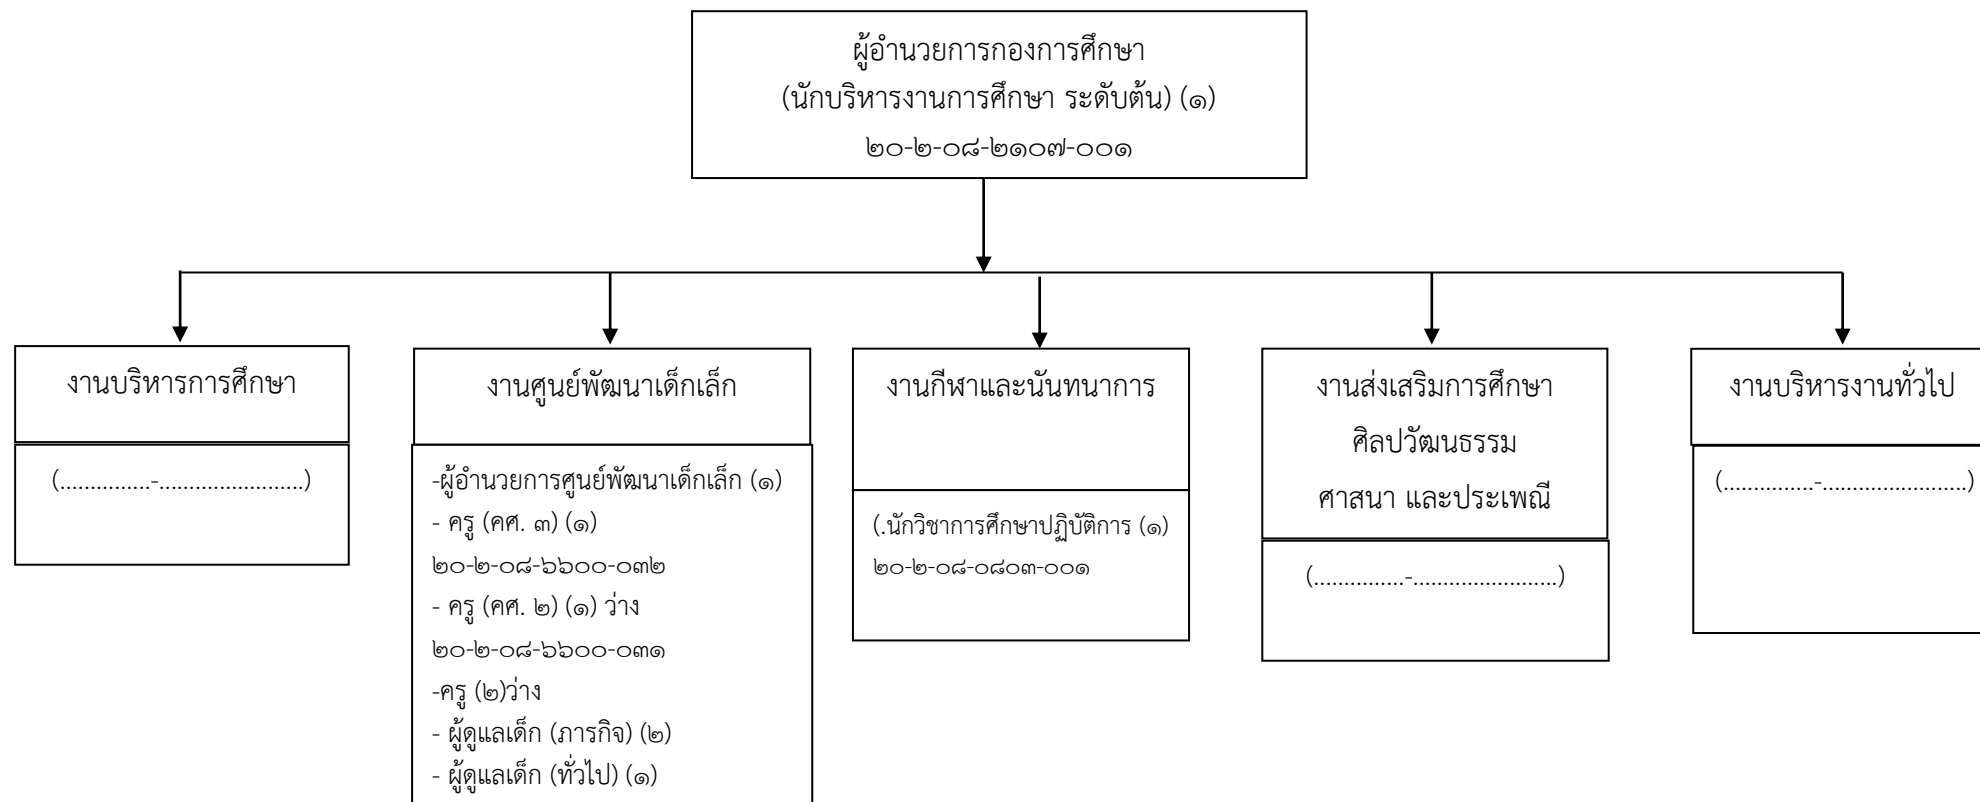 ผู้อำนวยการกองการศึกษา
(นักบริหารงานการศึกษา ระดับต้น) (๑)
๒๐-๒-๐๘-๒๑๐๗-๐๐๑
งานบริหารการศึกษา
(...............-........................)
งานศูนย์พัฒนาเด็กเล็ก
-ผู้อำนวยการศูนย์พัฒนาเด็กเล็ก (๑)
- ครู (คศ. ๓) (๑)
๒๐-๒-๐๘-๖๖๐๐-๐๓๒
- ครู (คศ. ๒) (๑) ว่าง
๒๐-๒-๐๘-๖๖๐๐-๐๓๑
-ครู (๒)ว่าง
- ผู้ดูแลเด็ก (ภารกิจ) (๒)
- ผู้ดูแลเด็ก (ทั่วไป) (๑)
งานกีฬาและนันทนาการ
(.นักวิชาการศึกษาปฏิบัติการ (๑)
๒๐-๒-๐๘-๐๘๐๓-๐๐๑
งานส่งเสริมการศึกษา
ศิลปวัฒนธรรม
ศาสนา และประเพณี
(...............-........................)
งานบริหารงานทั่วไป
(...............-........................)